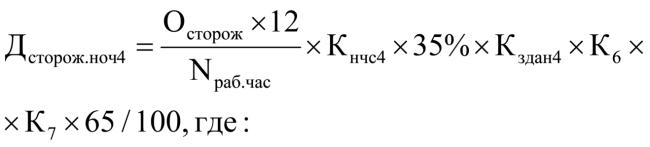 Д_сторож.ноч4 = (О_сторож × 12) / N_раб.час × К_нчс4 × 35% × К_здан4 × К_6 ×
× К_7 × 65 / 100, где: